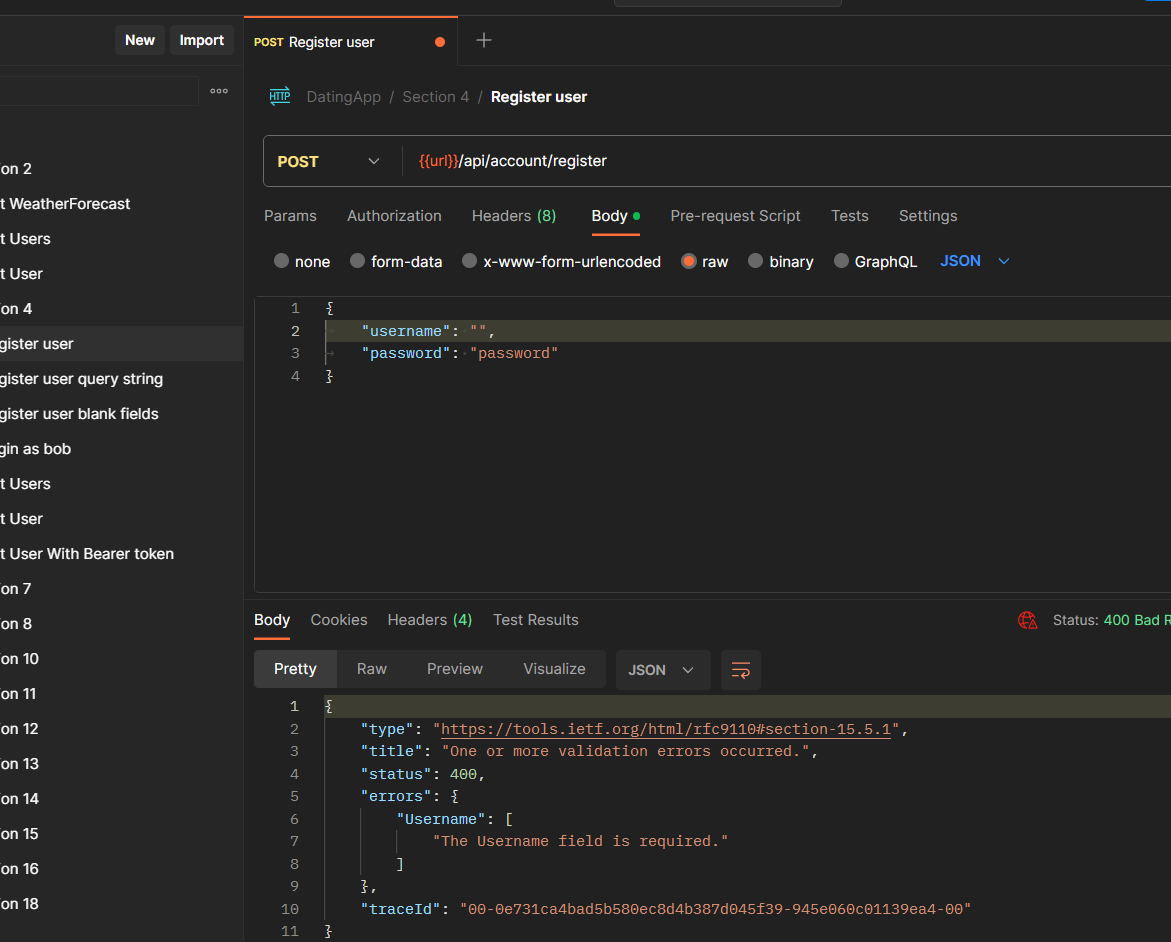 New Import
POST Register user
HTTP DatingApp / Section 4 / Register user
on 2
t WeatherForecast
t Users
t User
on 4
gister user
gister user query string
gister user blank fields
gin as bob
t Users
t User
t User With Bearer token
on 7
on 8
on 10
on 11
on 12
on 13
on 14
on 15
on 16
on 18
POST {{url}}/api/account/register
Params Authorization Headers (8) Body Pre-request Script Tests Settings
none form-data x-www-form-urlencoded raw binary GraphQL JSON
1 {
2 "username": "",
3 "password": "password"
4 }
Body Cookies Headers (4) Test Results Status: 400 Bad R
Pretty Raw Preview Visualize JSON
1 {
2 "type": "https://tools.ietf.org/html/rfc9110#section-15.5.1",
3 "title": "One or more validation errors occurred.",
4 "status": 400,
5 "errors": {
6 "Username": [
7 "The Username field is required."
8 ]
9 },
10 "traceId": "00-0e731ca4bad5b580ec8d4b387d045f39-945e060c01139ea4-00"
11 }